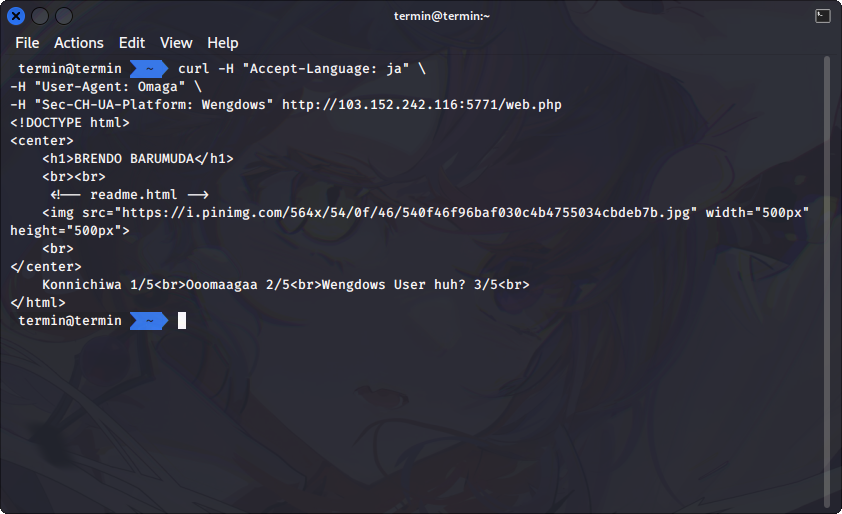 termin@termin:~
File Actions Edit View Help
termin@termin ~ curl -H "Accept-Language: ja" \
-H "User-Agent: Omaga" \
-H "Sec-CH-UA-Platform: Wengdows" http://103.152.242.116:5771/web.php
<!DOCTYPE html>
<center>
    <h1>BRENDO BARUMUDA</h1>
    <br><br>
     <!-- readme.html -->
    <img src="https://i.pinimg.com/564x/54/0f/46/540f46f96baf030c4b4755034cbdeb7b.jpg" width="500px"
height="500px">
    <br>
</center>
    Konnichiwa 1/5<br>Ooomaagaa 2/5<br>Wengdows User huh? 3/5<br>
</html>
termin@termin ~